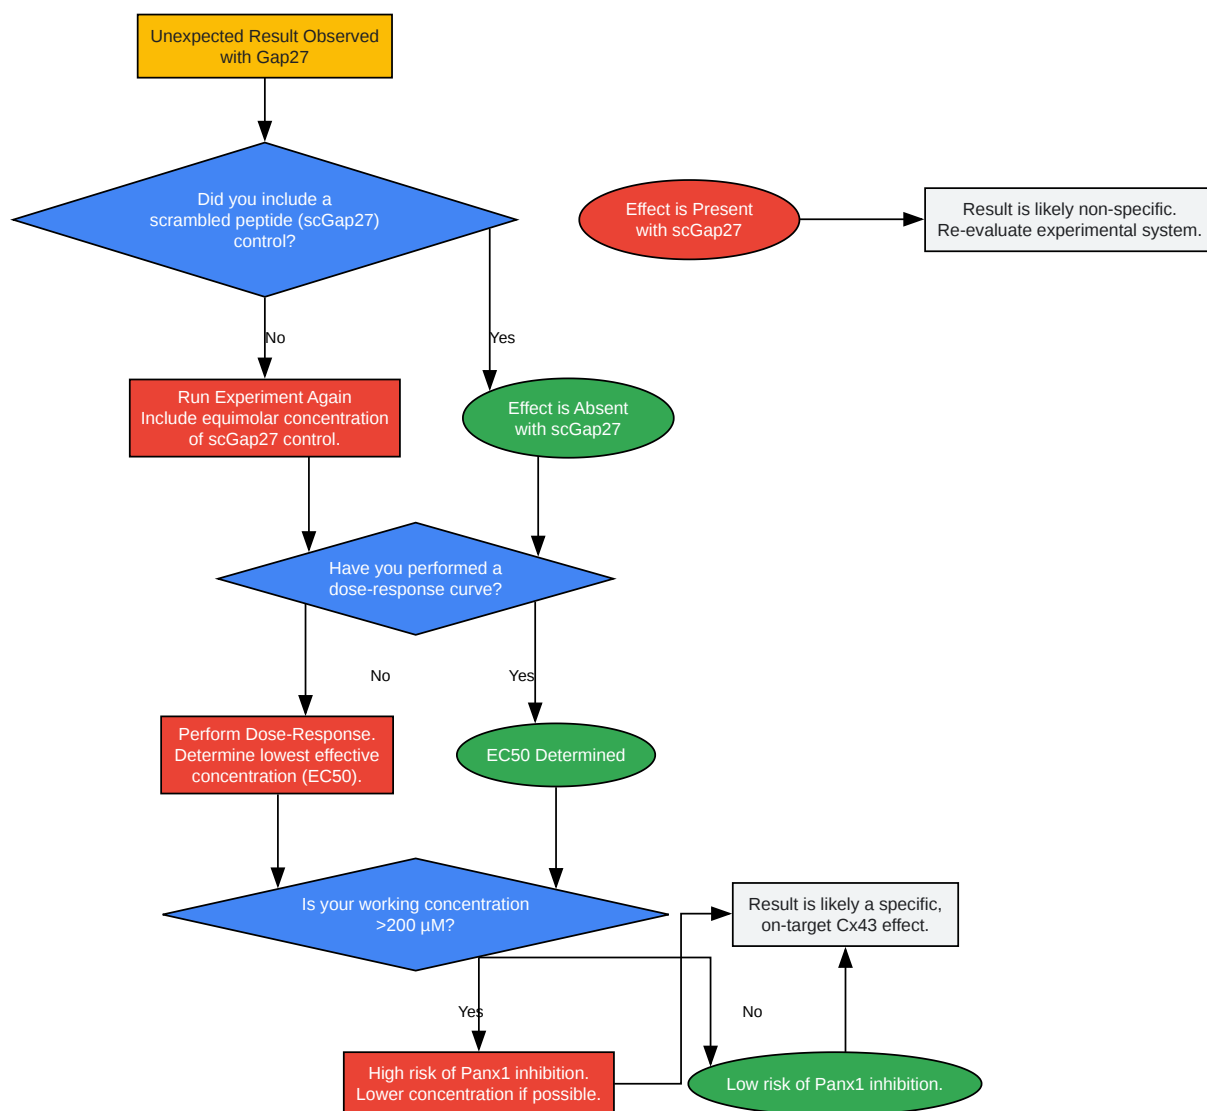 Unexpected Result Observed
with Gap27
Did you include a
scrambled peptide (scGap27)
control?
Effect is Present
with scGap27
Result is likely non-specific.
Re-evaluate experimental system.
No
Yes
Run Experiment Again
Include equimolar concentration
of scGap27 control.
Effect is Absent
with scGap27
Have you performed a
dose-response curve?
No
Yes
Perform Dose-Response.
Determine lowest effective
concentration (EC50).
EC50 Determined
Is your working concentration
>200 µM?
Result is likely a specific,
on-target Cx43 effect.
Yes
No
High risk of Panx1 inhibition.
Lower concentration if possible.
Low risk of Panx1 inhibition.